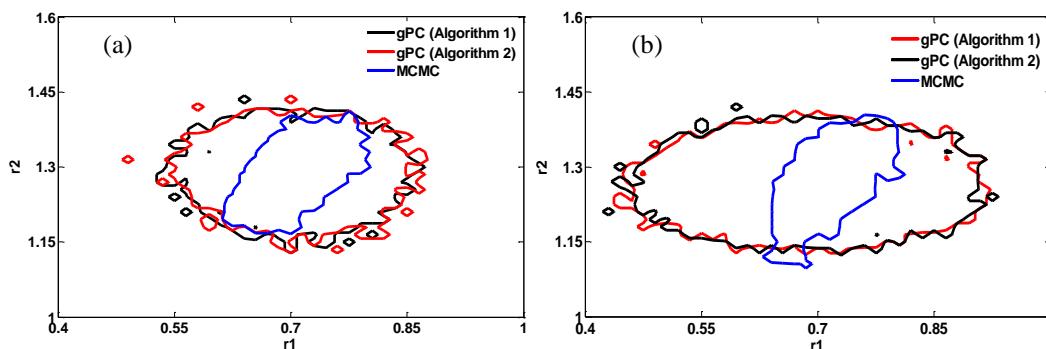 (a)
gPC (Algorithm 1)
gPC (Algorithm 2)
MCMC
r2
1.6
1.45
1.3
1.15
1
0.4 0.55 0.7 0.85 1
r1
(b)
gPC (Algorithm 1)
gPC (Algorithm 2)
MCMC
r2
1.6
1.45
1.3
1.15
1
0.4 0.55 0.7 0.85
r1